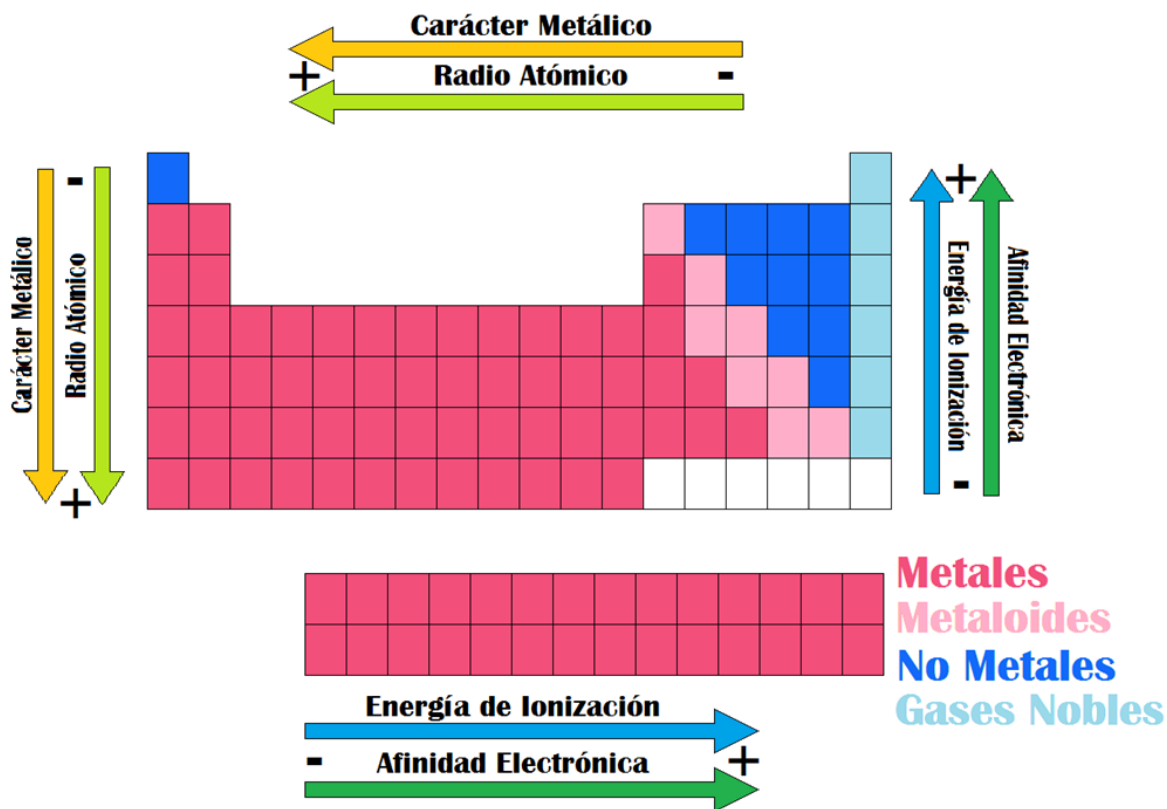 Carácter Metálico
+ Radio Atómico -
-
Carácter Metálico
Radio Atómico
+
+
Energía de Ionización
Afinidad Electrónica
-
Metales
Metaloides
No Metales
Gases Nobles
Energía de Ionización
- Afinidad Electrónica +